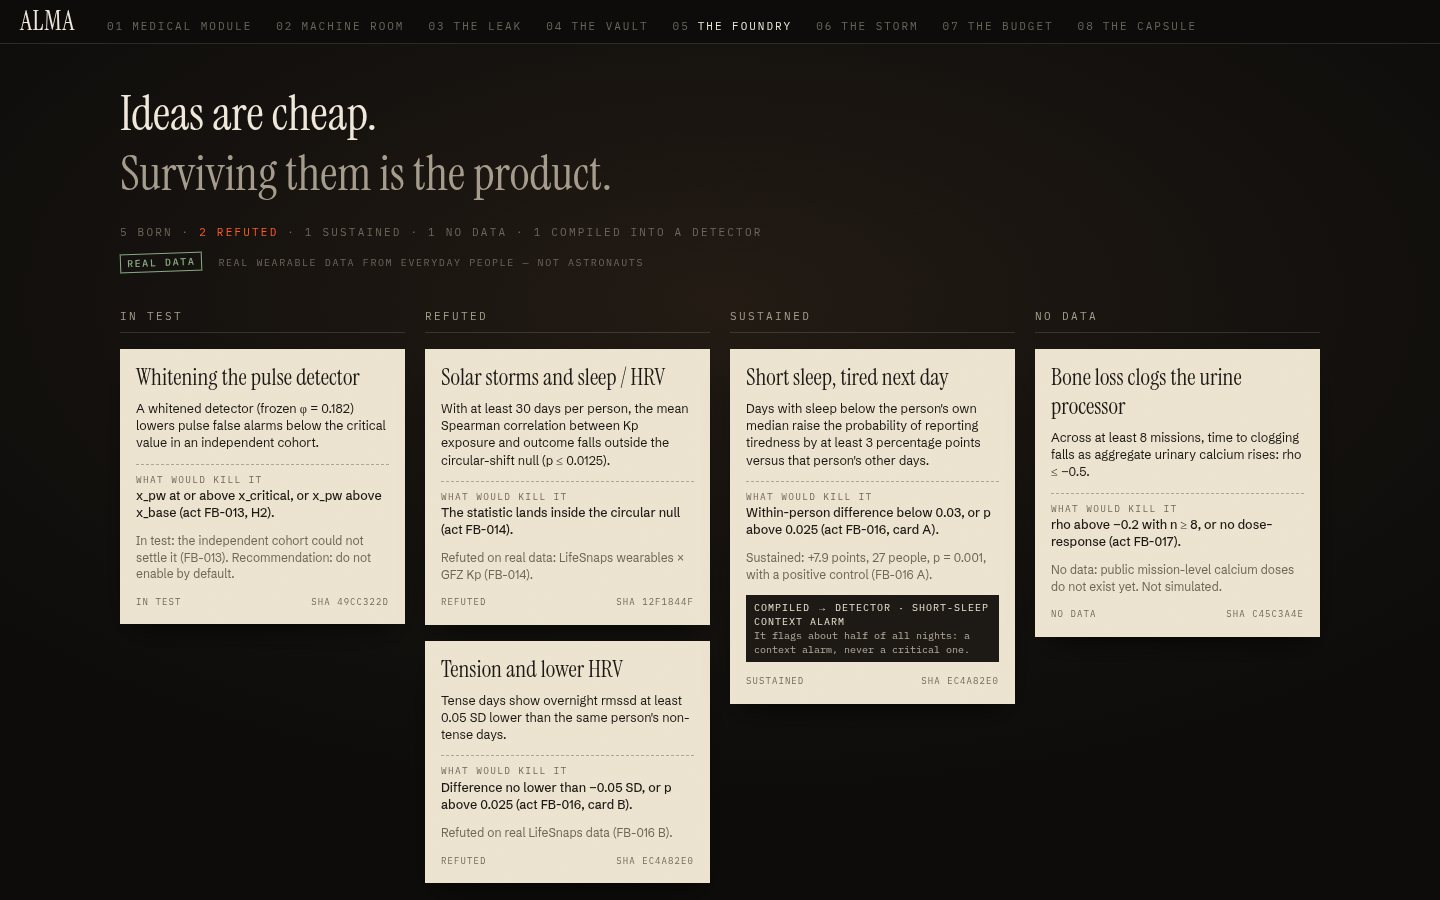 ALMA
01 MEDICAL MODULE
02 MACHINE ROOM
03 THE LEAK
04 THE VAULT
05 THE FOUNDRY
06 THE STORM
07 THE BUDGET
08 THE CAPSULE
Ideas are cheap.
Surviving them is the product.
5 BORN · 2 REFUTED · 1 SUSTAINED · 1 NO DATA · 1 COMPILED INTO A DETECTOR
REAL DATA
REAL WEARABLE DATA FROM EVERYDAY PEOPLE — NOT ASTRONAUTS
IN TEST
Whitening the pulse detector
A whitened detector (frozen φ = 0.182)
lowers pulse false alarms below the critical
value in an independent cohort.
WHAT WOULD KILL IT
x_pw at or above x_critical, or x_pw above
x_base (act FB-013, H2).
In test: the independent cohort could not
settle it (FB-013). Recommendation: do not
enable by default.
IN TEST
SHA 49CC322D
REFUTED
Solar storms and sleep / HRV
With at least 30 days per person, the mean
Spearman correlation between Kp
exposure and outcome falls outside the
circular-shift null (p ≤ 0.0125).
WHAT WOULD KILL IT
The statistic lands inside the circular null
(act FB-014).
Refuted on real data: LifeSnaps wearables ×
GFZ Kp (FB-014).
REFUTED
SHA 12F1844F
Tension and lower HRV
Tense days show overnight rmssd at least
0.05 SD lower than the same person's non-
tense days.
WHAT WOULD KILL IT
Difference no lower than −0.05 SD, or p
above 0.025 (act FB-016, card B).
Refuted on real LifeSnaps data (FB-016 B).
REFUTED
SHA EC4A82E0
SUSTAINED
Short sleep, tired next day
Days with sleep below the person's own
median raise the probability of reporting
tiredness by at least 3 percentage points
versus that person's other days.
WHAT WOULD KILL IT
Within-person difference below 0.03, or p
above 0.025 (act FB-016, card A).
Sustained: +7.9 points, 27 people, p = 0.001,
with a positive control (FB-016 A).
COMPILED → DETECTOR · SHORT-SLEEP
CONTEXT ALARM
It flags about half of all nights: a
context alarm, never a critical one.
SUSTAINED
SHA EC4A82E0
NO DATA
Bone loss clogs the urine
processor
Across at least 8 missions, time to clogging
falls as aggregate urinary calcium rises: rho
≤ −0.5.
WHAT WOULD KILL IT
rho above −0.2 with n ≥ 8, or no dose-
response (act FB-017).
No data: public mission-level calcium doses
do not exist yet. Not simulated.
NO DATA
SHA C45C3A4E